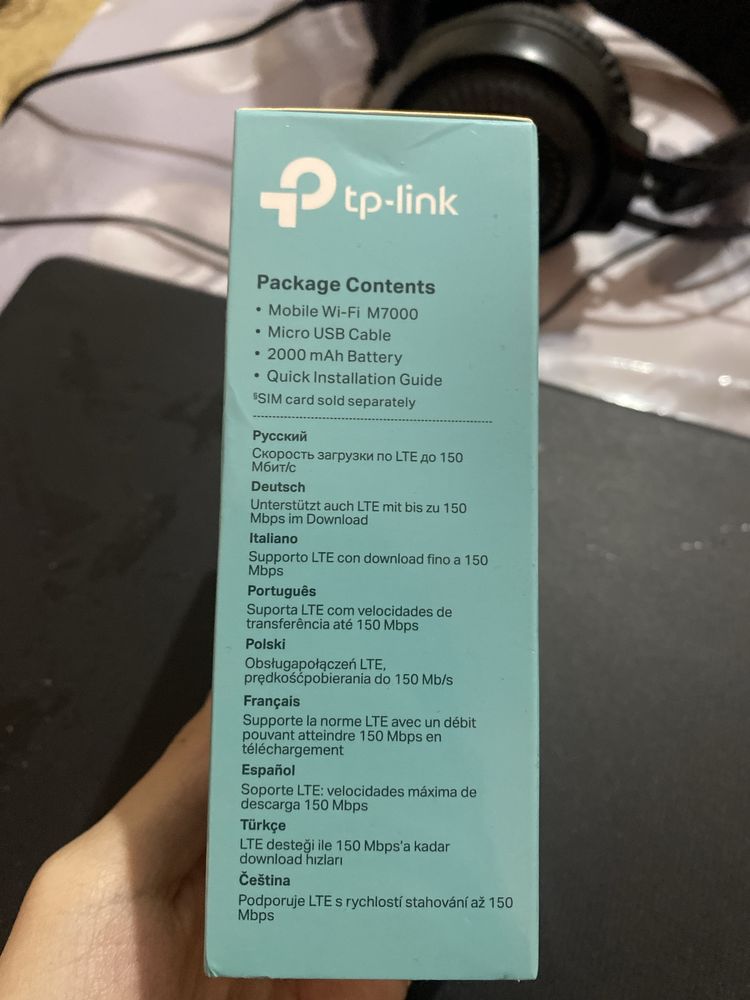 tp-link
Package Contents
• Mobile Wi-Fi M7000
• Micro USB Cable
• 2000 mAh Battery
• Quick Installation Guide
§SIM card sold separately
Русский
Скорость загрузки по LTE до 150
Мбит/с
Deutsch
Unterstützt auch LTE mit bis zu 150
Mbps im Download
Italiano
Supporto LTE con download fino a 150
Mbps
Português
Suporta LTE com velocidades de
transferência até 150 Mbps
Polski
Obsługapołączeń LTE,
prędkośćpobierania do 150 Mb/s
Français
Supporte la norme LTE avec un débit
pouvant atteindre 150 Mbps en
téléchargement
Español
Soporte LTE: velocidades máxima de
descarga 150 Mbps
Türkçe
LTE desteği ile 150 Mbps'a kadar
download hızları
Čeština
Podporuje LTE s rychlostí stahování až 150
Mbps